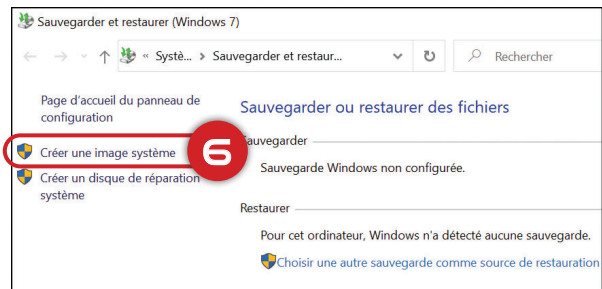 Sauvegarder et restaurer (Windows 7)
« Systè... > Sauvegarder et restaur...
Rechercher
Page d'accueil du panneau de
configuration
Créer une image système
6
Créer un disque de réparation
système
Sauvegarder ou restaurer des fichiers
Sauvegarder
Sauvegarde Windows non configurée.
Restaurer
Pour cet ordinateur, Windows n'a détecté aucune sauvegarde.
Choisir une autre sauvegarde comme source de restauration